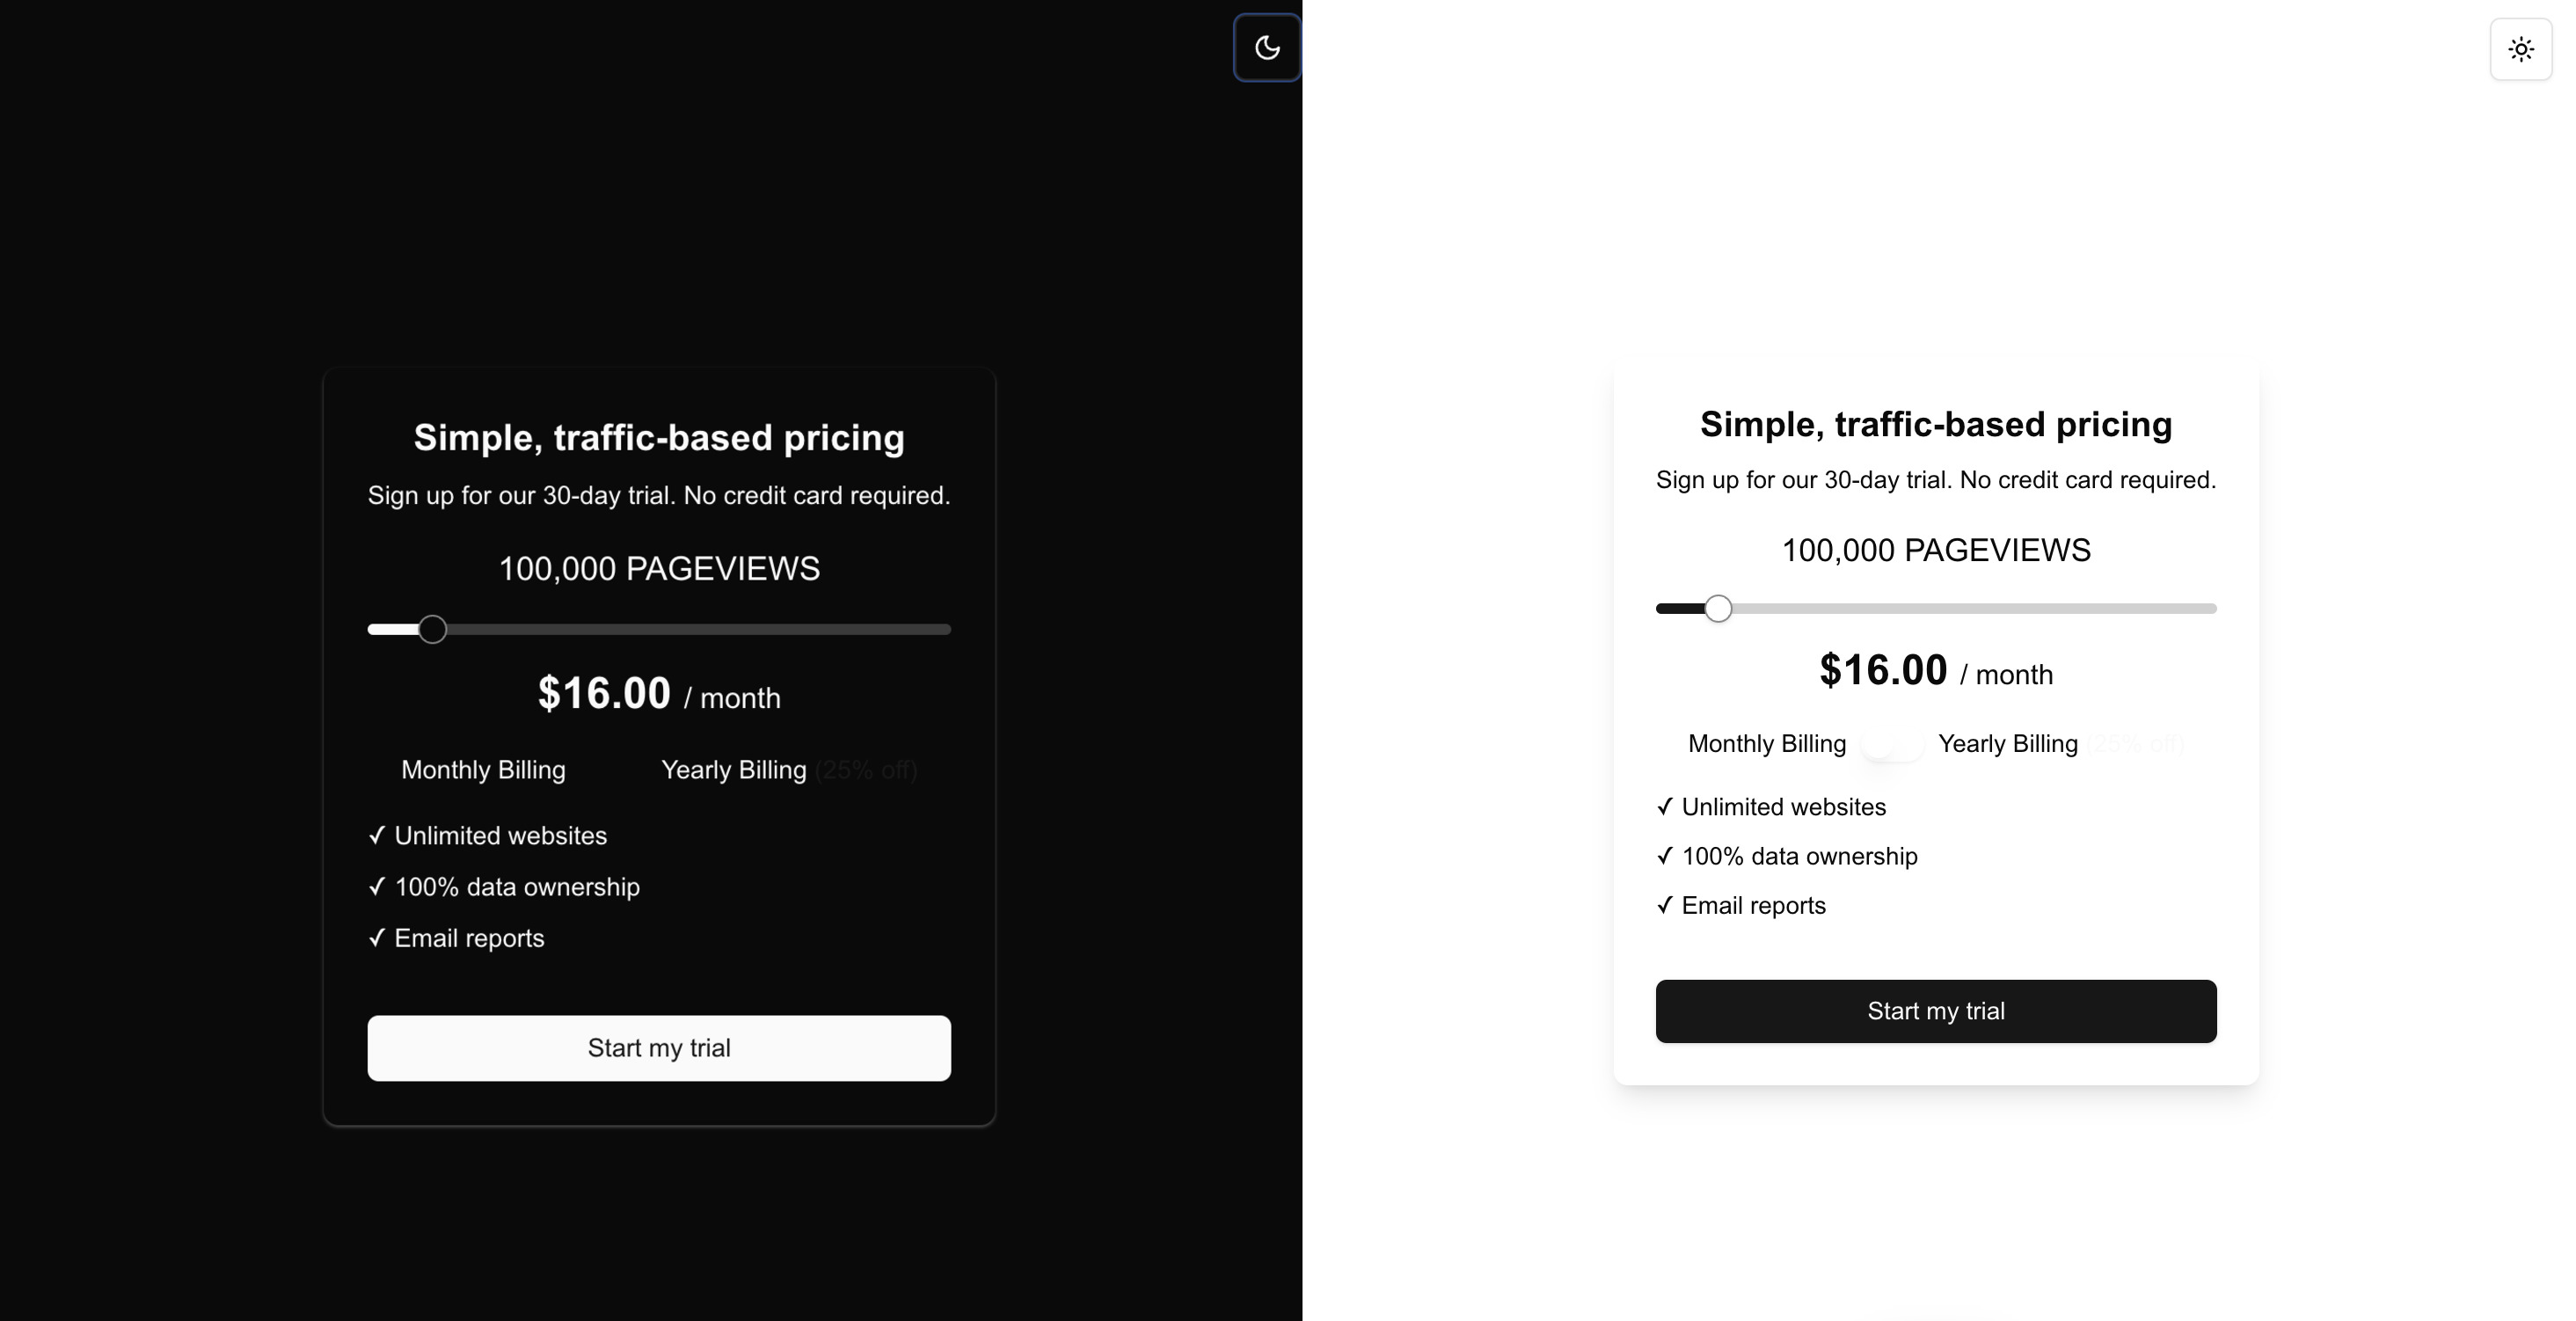 Simple, traffic-based pricing
Sign up for our 30-day trial. No credit card required.
100,000 PAGEVIEWS
$16.00 / month
Monthly Billing Yearly Billing (25% off)
✓ Unlimited websites
✓ 100% data ownership
✓ Email reports
Start my trial
Simple, traffic-based pricing
Sign up for our 30-day trial. No credit card required.
100,000 PAGEVIEWS
$16.00 / month
Monthly Billing Yearly Billing (25% off)
✓ Unlimited websites
✓ 100% data ownership
✓ Email reports
Start my trial